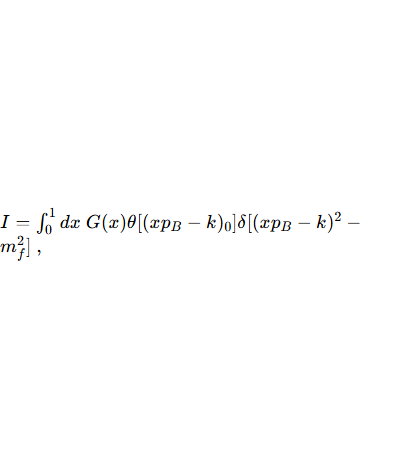 I = ∫₀¹ dx G(x)θ[(xp_B − k)₀]δ[(xp_B − k)² −
m_f²] ,